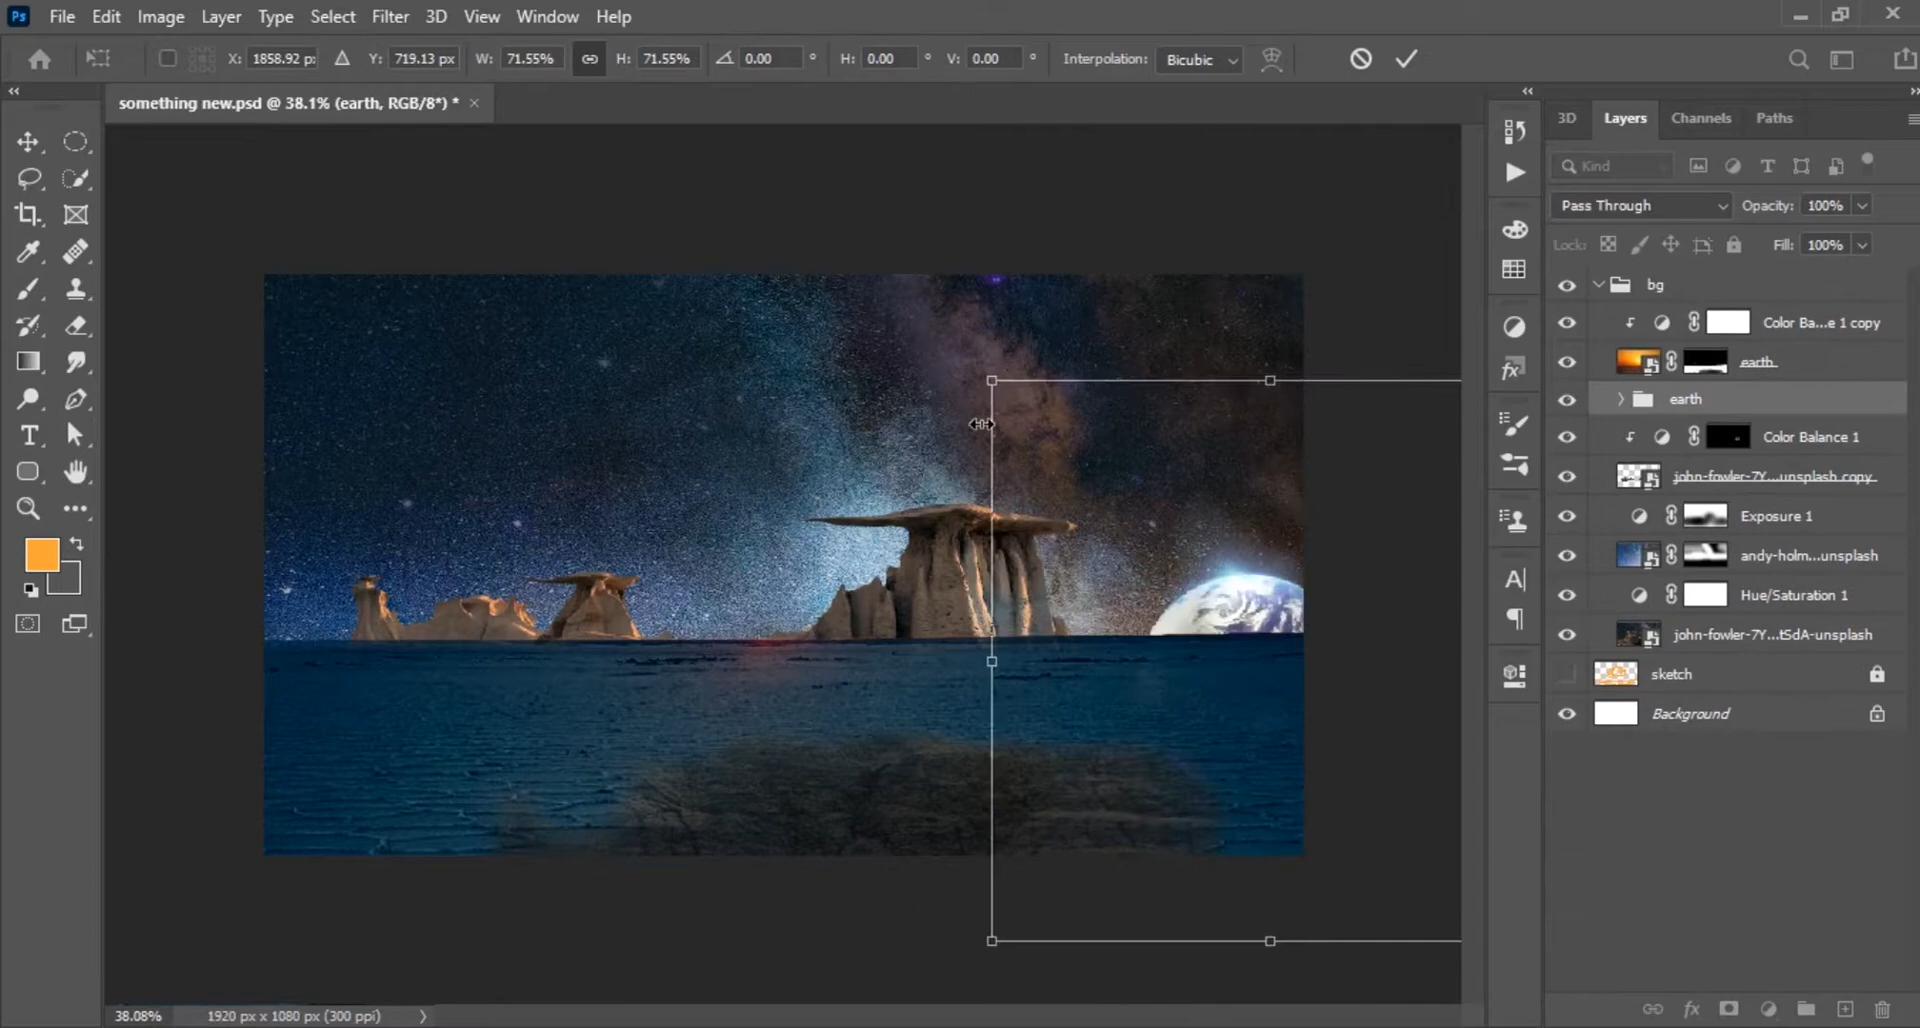 Ps File Edit Image Layer Type Select Filter 3D View Window Help
X: 1858.92 p: Y: 719.13 px W: 71.55% H: 71.55% 0.00 ° H: 0.00 ° V: 0.00 ° Interpolation: Bicubic
something new.psd @ 38.1% (earth, RGB/8*) * ×
3D Layers Channels Paths
Kind
Pass Through Opacity: 100%
Lock: Fill: 100%
bg
Color Ba...e 1 copy
earth
earth
Color Balance 1
john-fowler-7Y...unsplash copy
Exposure 1
andy-holm...unsplash
Hue/Saturation 1
john-fowler-7Y...tSdA-unsplash
sketch
Background
38.08% 1920 px x 1080 px (300 ppi)